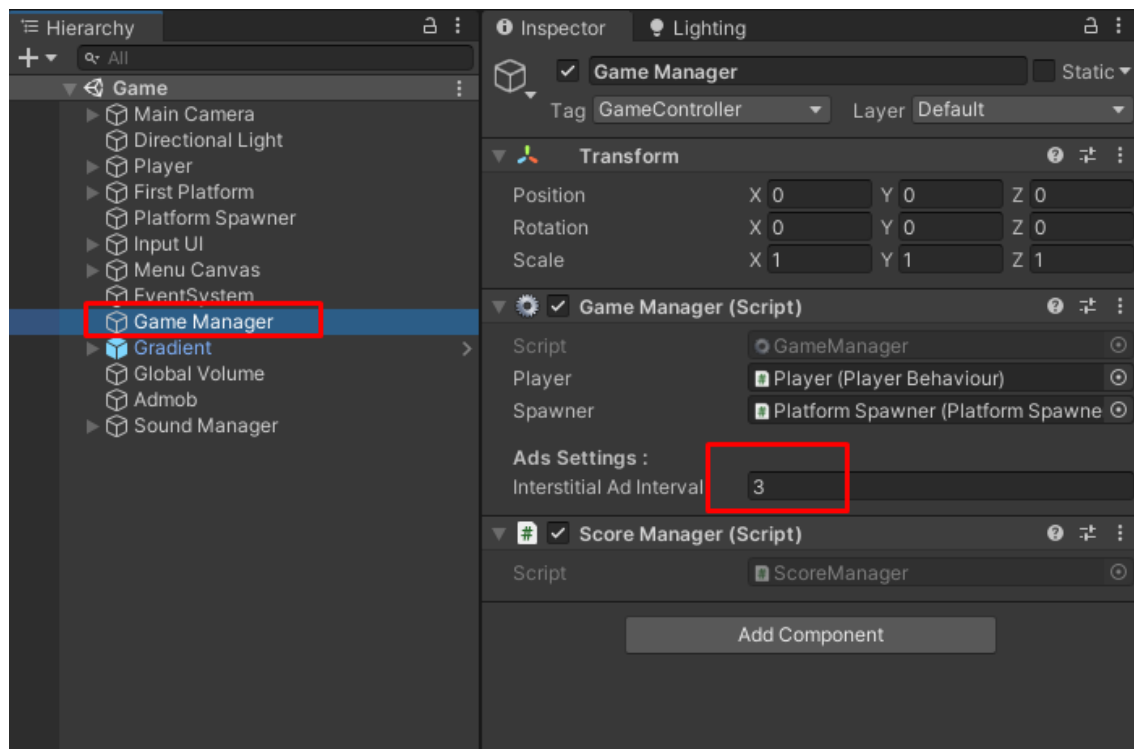 Hierarchy
All
Game
Main Camera
Directional Light
Player
First Platform
Platform Spawner
Input UI
Menu Canvas
EventSystem
Game Manager
Gradient
Global Volume
Admob
Sound Manager
Inspector
Lighting
Game Manager
Static
Tag GameController Layer Default
Transform
Position X 0 Y 0 Z 0
Rotation X 0 Y 0 Z 0
Scale X 1 Y 1 Z 1
Game Manager (Script)
Script GameManager
Player # Player (Player Behaviour)
Spawner # Platform Spawner (Platform Spawne
Ads Settings :
Interstitial Ad Interval 3
# Score Manager (Script)
Script # ScoreManager
Add Component